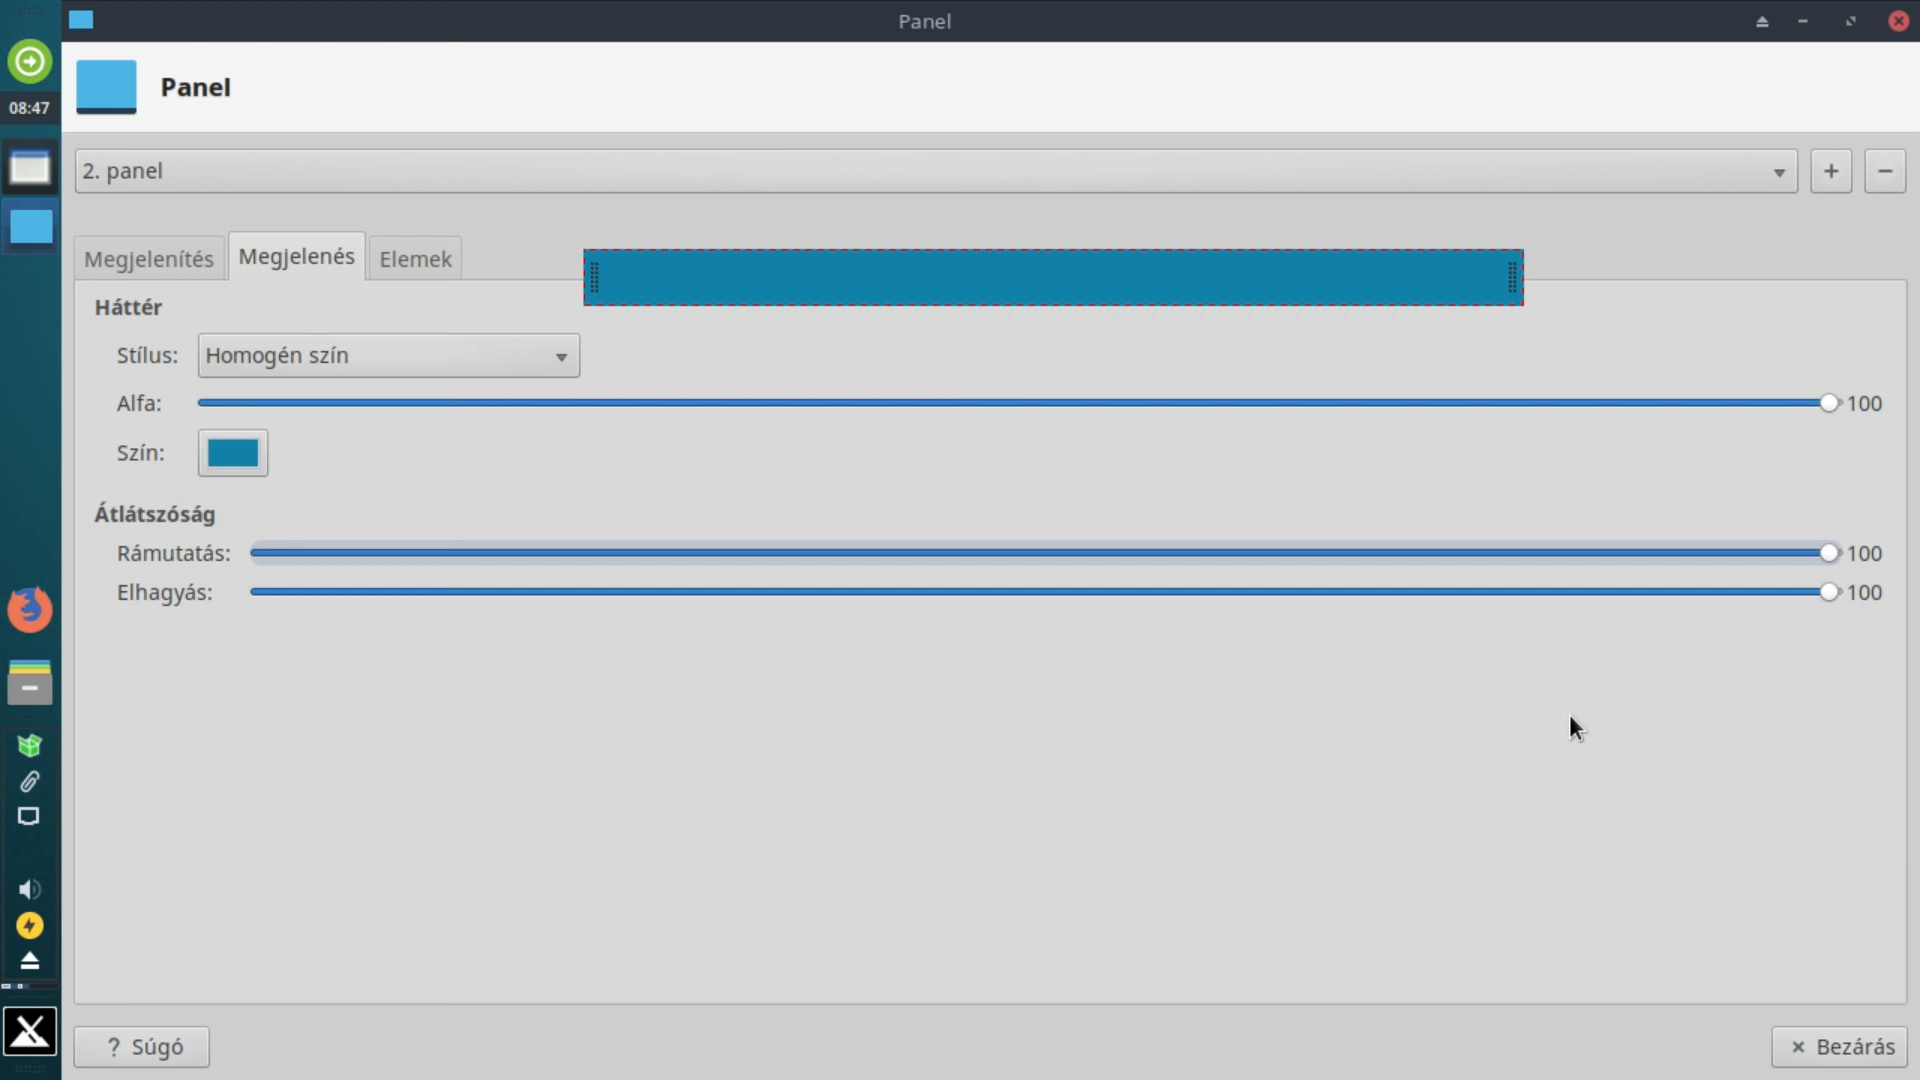 Panel
08:47
Panel
2. panel
Megjelenítés Megjelenés Elemek
Háttér
Stílus: Homogén szín
Alfa: 100
Szín:
Átlátszóság
Rámutatás: 100
Elhagyás: 100
? Súgó
× Bezárás